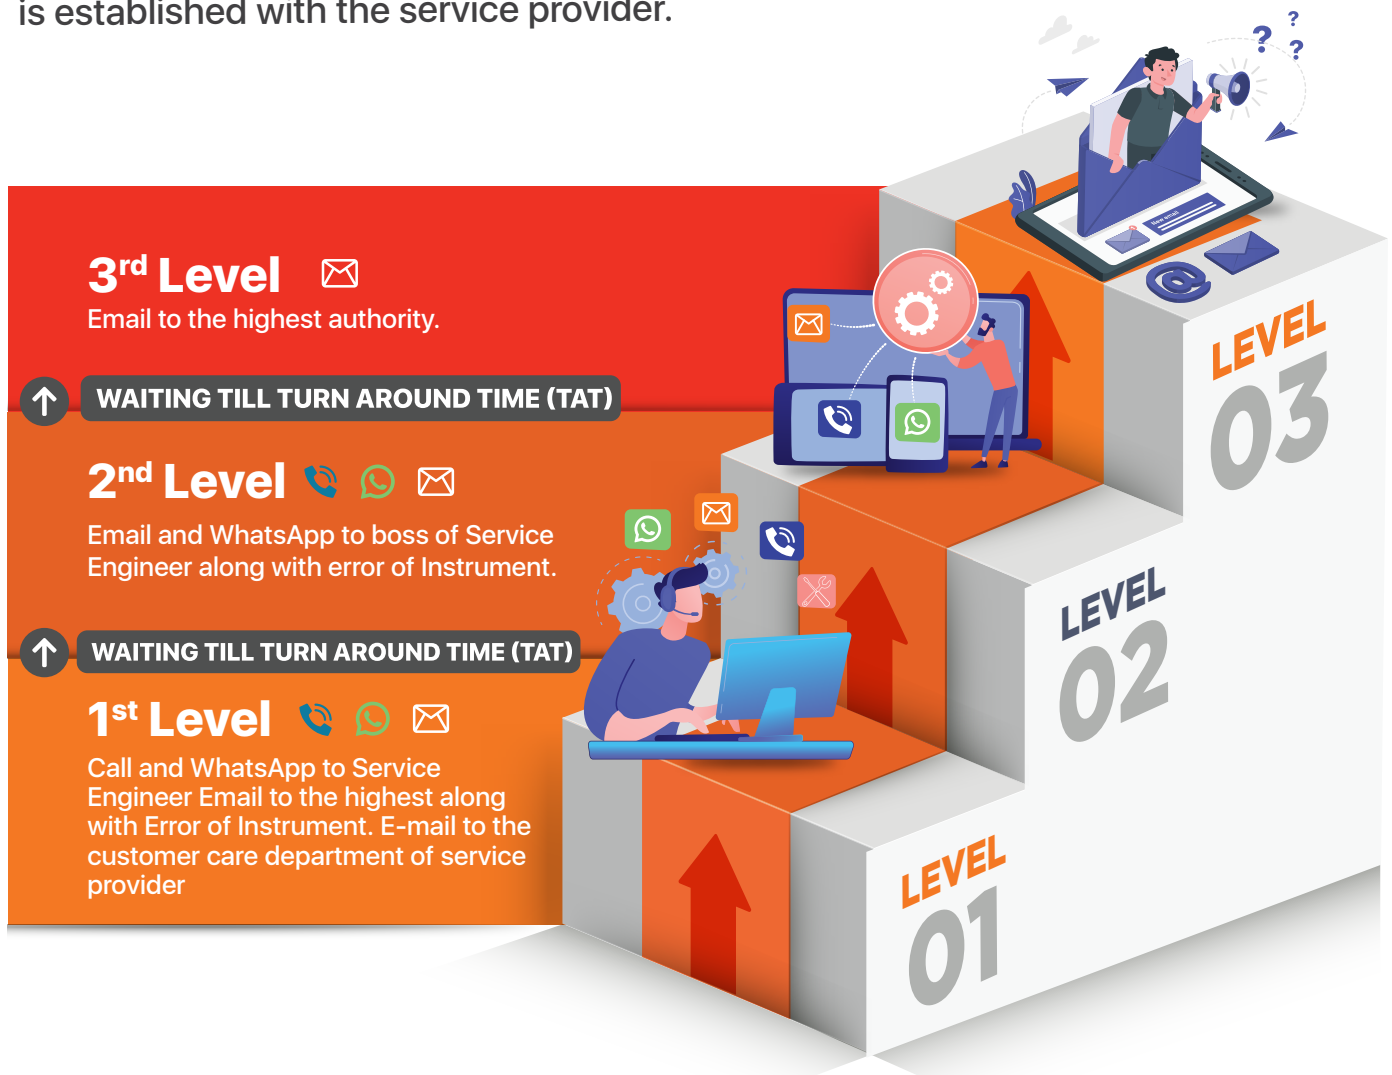 is established with the service provider.
3rd Level
Email to the highest authority.
WAITING TILL TURN AROUND TIME (TAT)
2nd Level
Email and WhatsApp to boss of Service
Engineer along with error of Instrument.
WAITING TILL TURN AROUND TIME (TAT)
1st Level
Call and WhatsApp to Service
Engineer Email to the highest along
with Error of Instrument. E-mail to the
customer care department of service
provider
? ? ?
New email
@
LEVEL
03
LEVEL
02
LEVEL
01